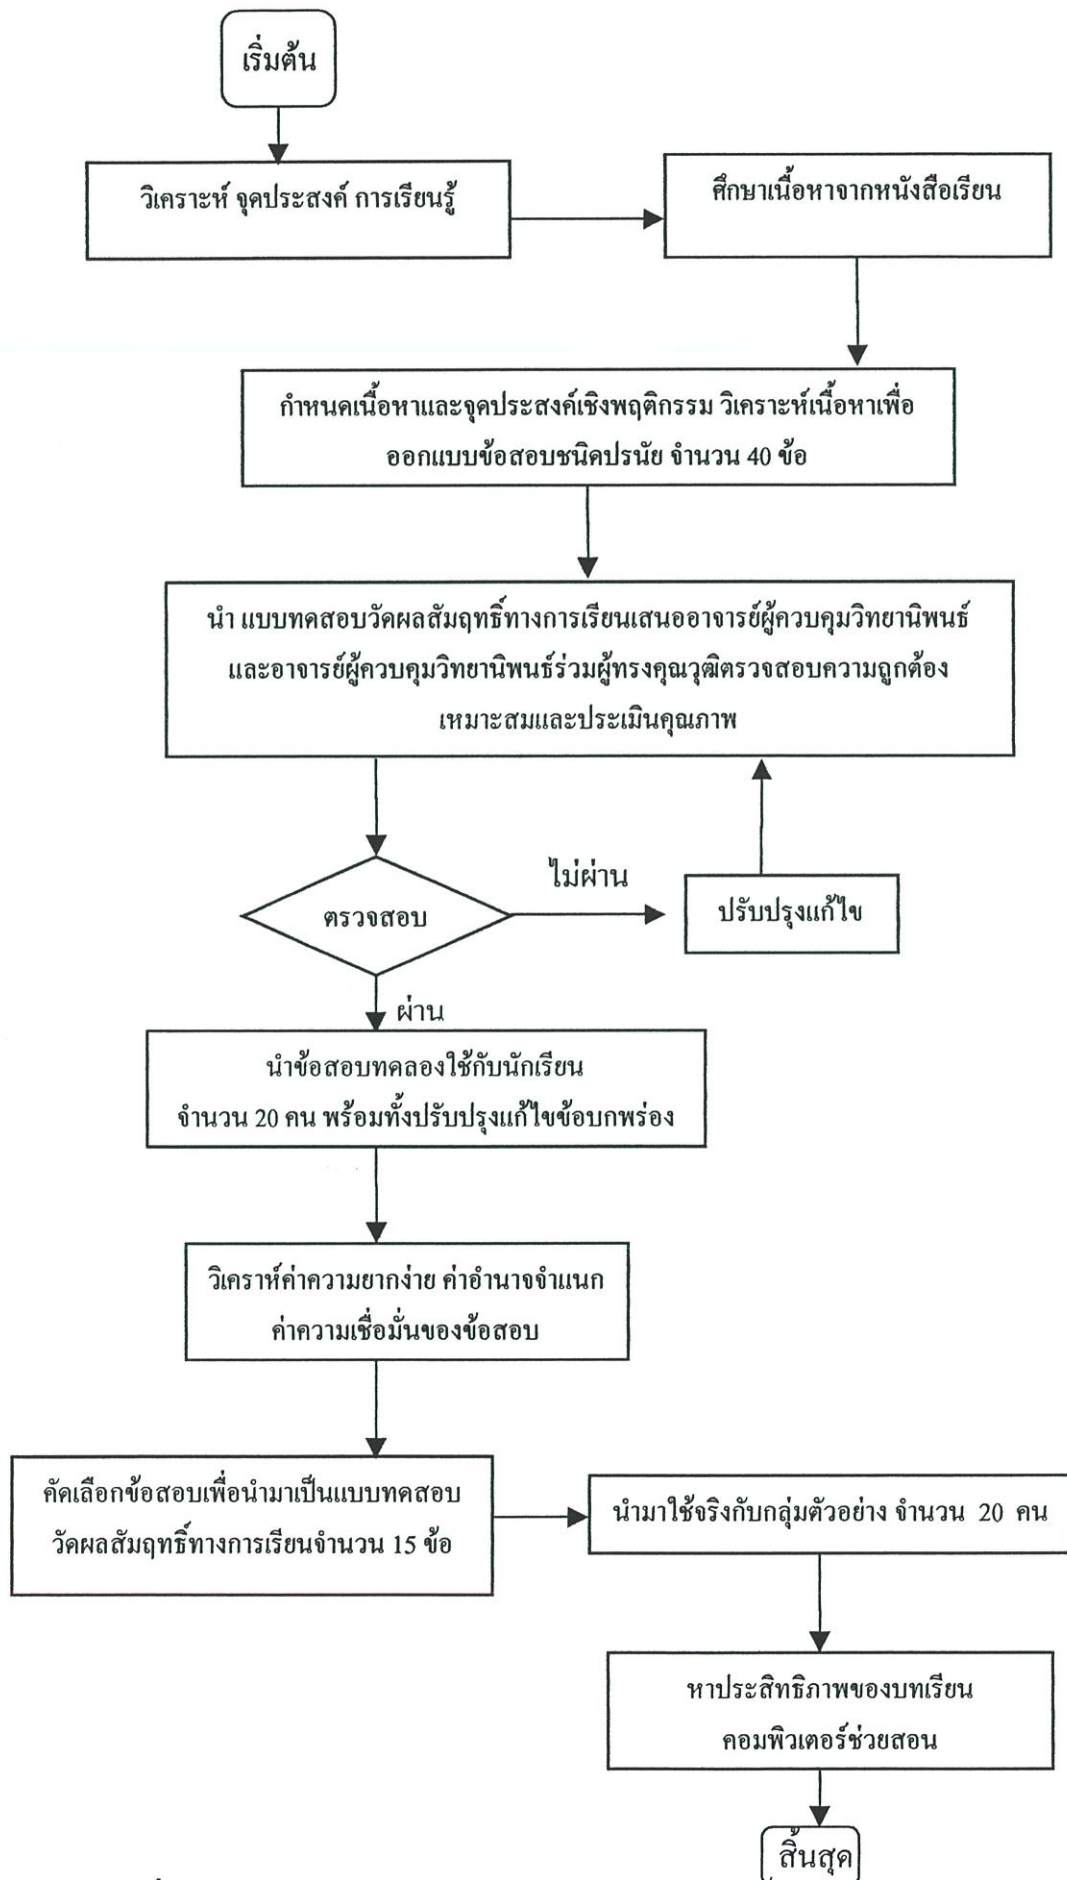 เริ่มต้น
วิเคราะห์ จุดประสงค์ การเรียนรู้
ศึกษาเนื้อหาจากหนังสือเรียน
กำหนดเนื้อหาและจุดประสงค์เชิงพฤติกรรม วิเคราะห์เนื้อหาเพื่อ
ออกแบบข้อสอบชนิดปรนัย จำนวน 40 ข้อ
นำ แบบทดสอบวัดผลสัมฤทธิ์ทางการเรียนเสนออาจารย์ผู้ควบคุมวิทยานิพนธ์
และอาจารย์ผู้ควบคุมวิทยานิพนธ์ร่วมผู้ทรงคุณวุฒิตรวจสอบความถูกต้อง
เหมาะสมและประเมินคุณภาพ
ตรวจสอบ
ไม่ผ่าน
ปรับปรุงแก้ไข
ผ่าน
นำข้อสอบทดลองใช้กับนักเรียน
จำนวน 20 คน พร้อมทั้งปรับปรุงแก้ไขข้อบกพร่อง
วิเคราห์ค่าความยากง่าย ค่าอำนาจจำแนก
ค่าความเชื่อมั่นของข้อสอบ
คัดเลือกข้อสอบเพื่อนำมาเป็นแบบทดสอบ
วัดผลสัมฤทธิ์ทางการเรียนจำนวน 15 ข้อ
นำมาใช้จริงกับกลุ่มตัวอย่าง จำนวน 20 คน
หาประสิทธิภาพของบทเรียน
คอมพิวเตอร์ช่วยสอน
สิ้นสุด